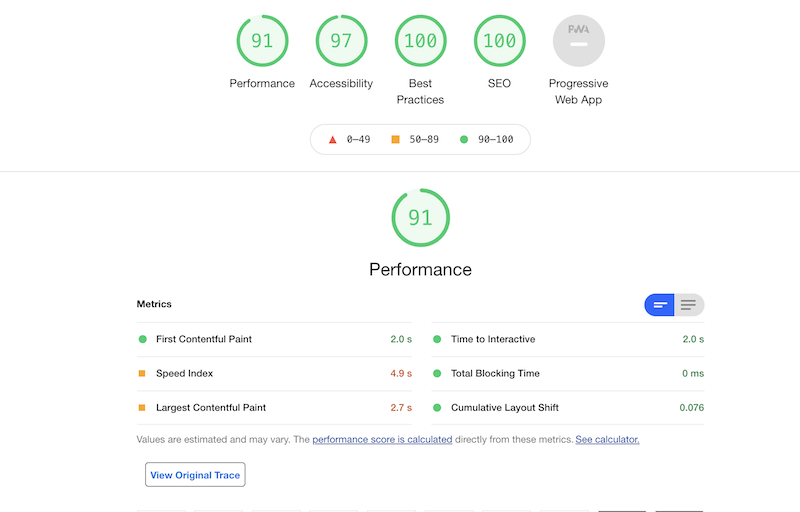 91 97 100 100 PWA
Performance Accessibility Best Practices SEO Progressive Web App
0–49 50–89 90–100
91
Performance
Metrics
First Contentful Paint 2.0 s
Time to Interactive 2.0 s
Speed Index 4.9 s
Total Blocking Time 0 ms
Largest Contentful Paint 2.7 s
Cumulative Layout Shift 0.076
Values are estimated and may vary. The performance score is calculated directly from these metrics. See calculator.
View Original Trace